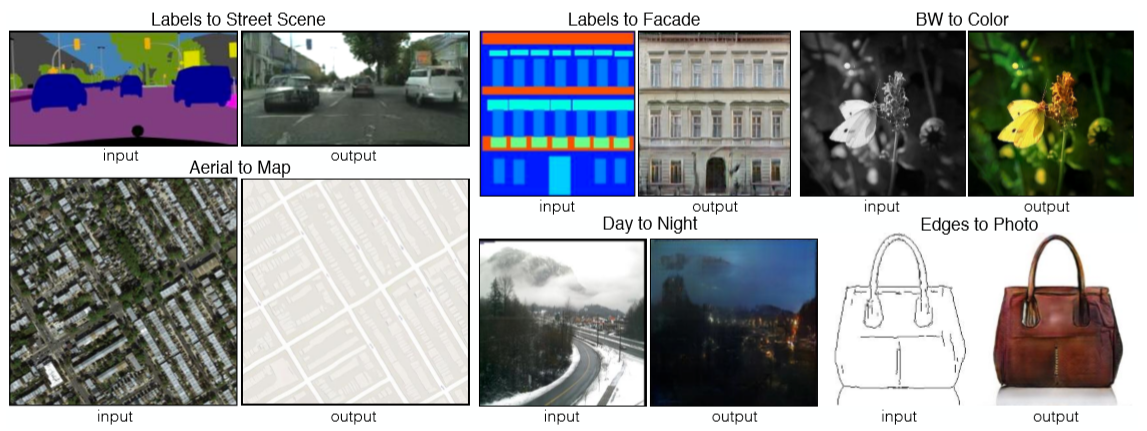 Labels to Street Scene
input
output
Aerial to Map
input
output
Labels to Facade
input
output
BW to Color
input
output
Day to Night
input
output
Edges to Photo
input
output